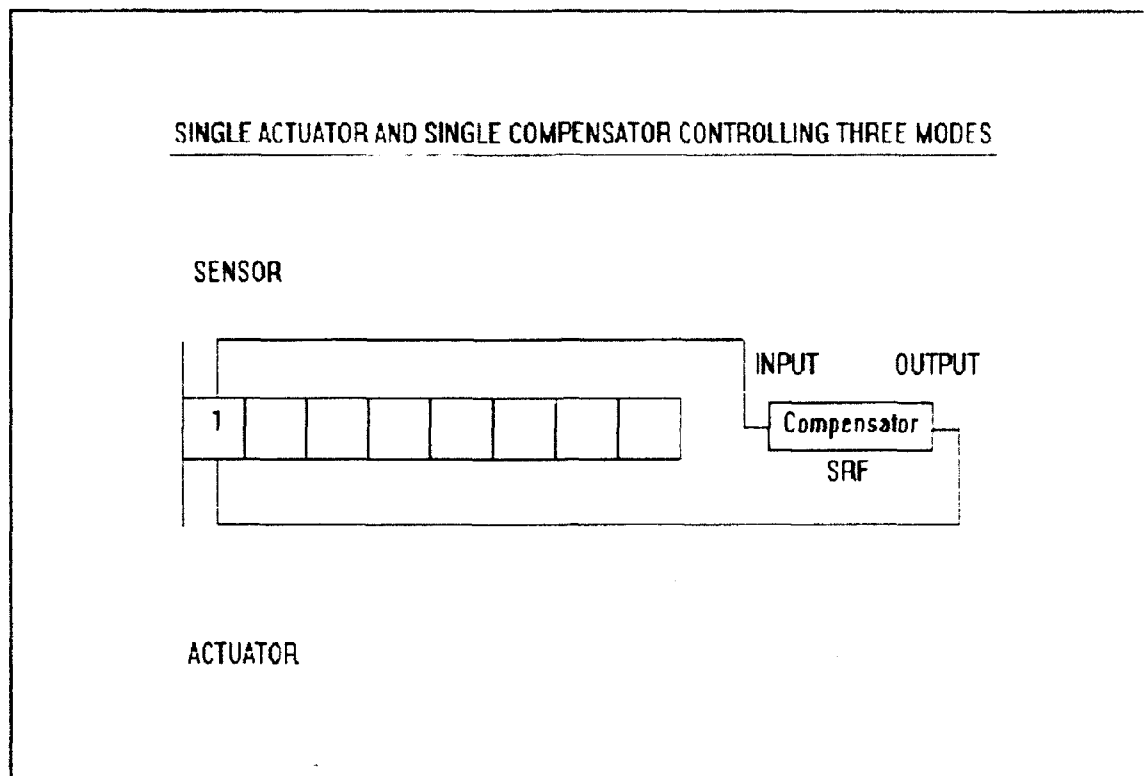 SINGLE ACTUATOR AND SINGLE COMPENSATOR CONTROLLING THREE MODES
SENSOR
INPUT OUTPUT
1
Compensator
SRF
ACTUATOR